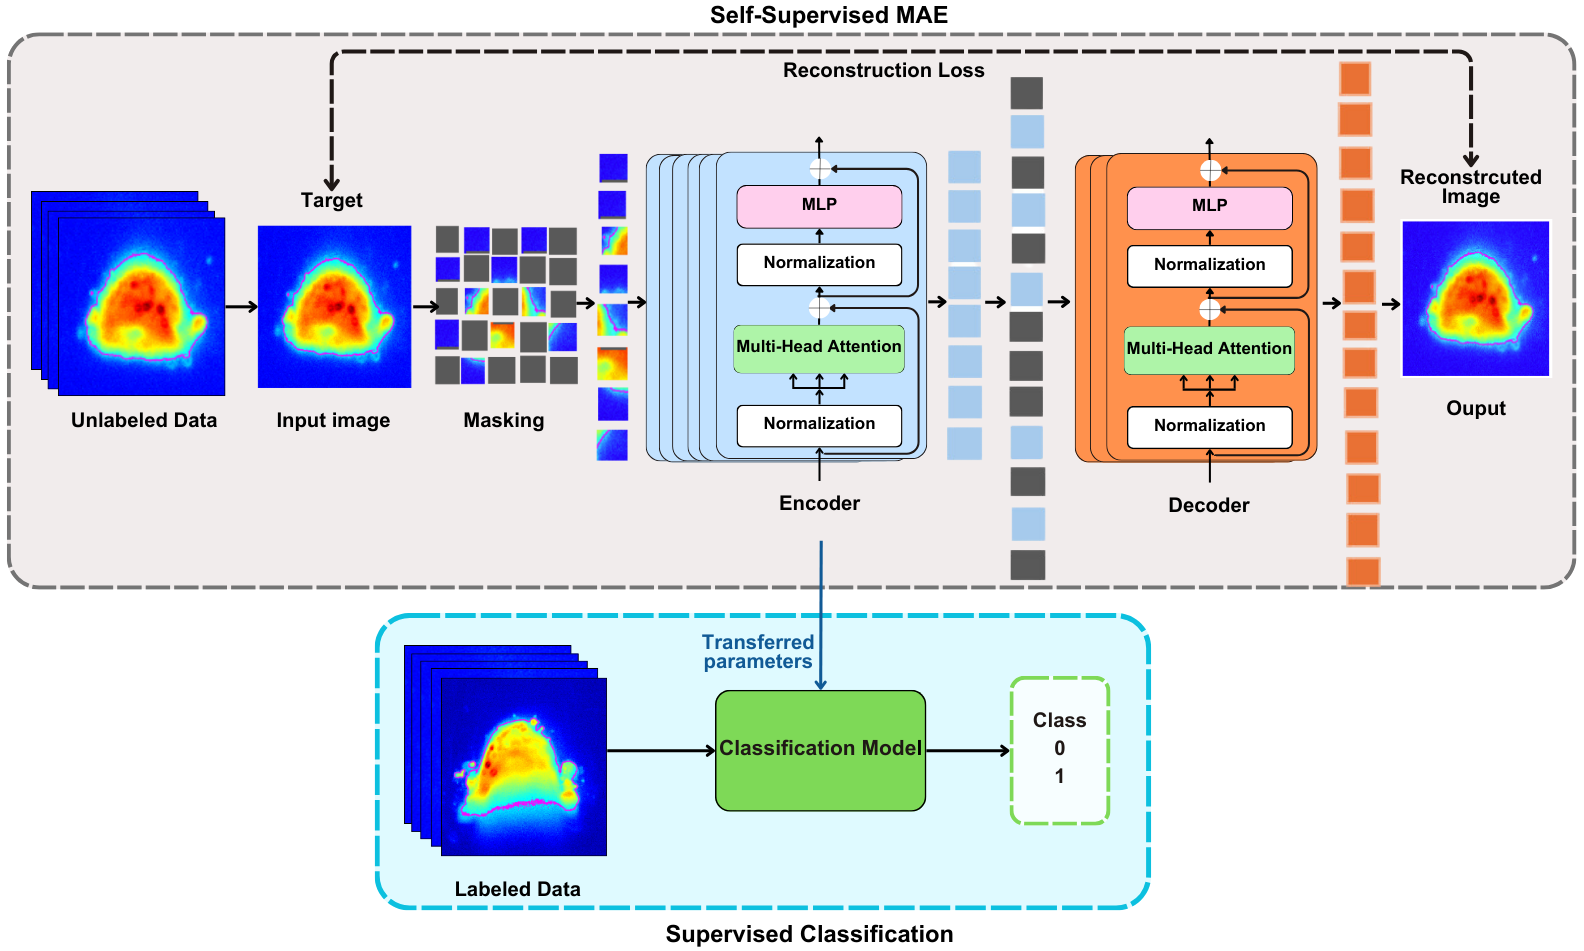 Self-Supervised MAE
Reconstruction Loss
Target
Reconstrcuted
Image
MLP
Normalization
Multi-Head Attention
Normalization
MLP
Normalization
Multi-Head Attention
Normalization
Unlabeled Data
Input image
Masking
Encoder
Decoder
Ouput
Transferred
parameters
Classification Model
Class
0
1
Labeled Data
Supervised Classification